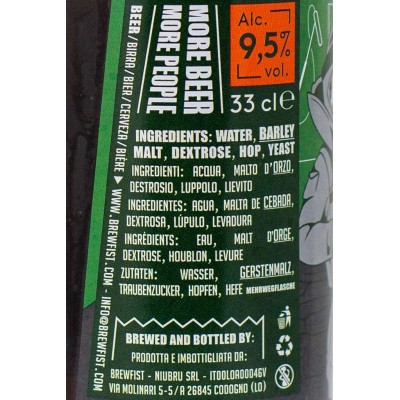 MORE BEER
MORE PEOPLE
BEER/BIRRA/BIER/CERVEZA/BIÈRE ▶ WWW.BREWFIST.COM - INFO@BREWFIST.COM
Alc.
9,5%
vol.
33 cl e
INGREDIENTS: WATER, BARLEY
MALT, DEXTROSE, HOP, YEAST
INGREDIENTI: ACQUA, MALTO D'ORZO,
DESTROSIO, LUPPOLO, LIEVITO
INGREDIENTES: AGUA, MALTA DE CEBADA,
DEXTROSA, LÚPULO, LEVADURA
INGRÉDIENTS: EAU, MALT D'ORGE,
DEXTROSE, HOUBLON, LEVURE
ZUTATEN: WASSER, GERSTENMALZ,
TRAUBENZUCKER, HOPFEN, HEFE MEHRWEGFLASCHE
BREWED AND BOTTLED BY:
PRODOTTA E IMBOTTIGLIATA DA:
BREWFIST - NIUBRU SRL - IT00LOA00046V
VIA MOLINARI 5-5/A 26845 CODOGNO (LO)